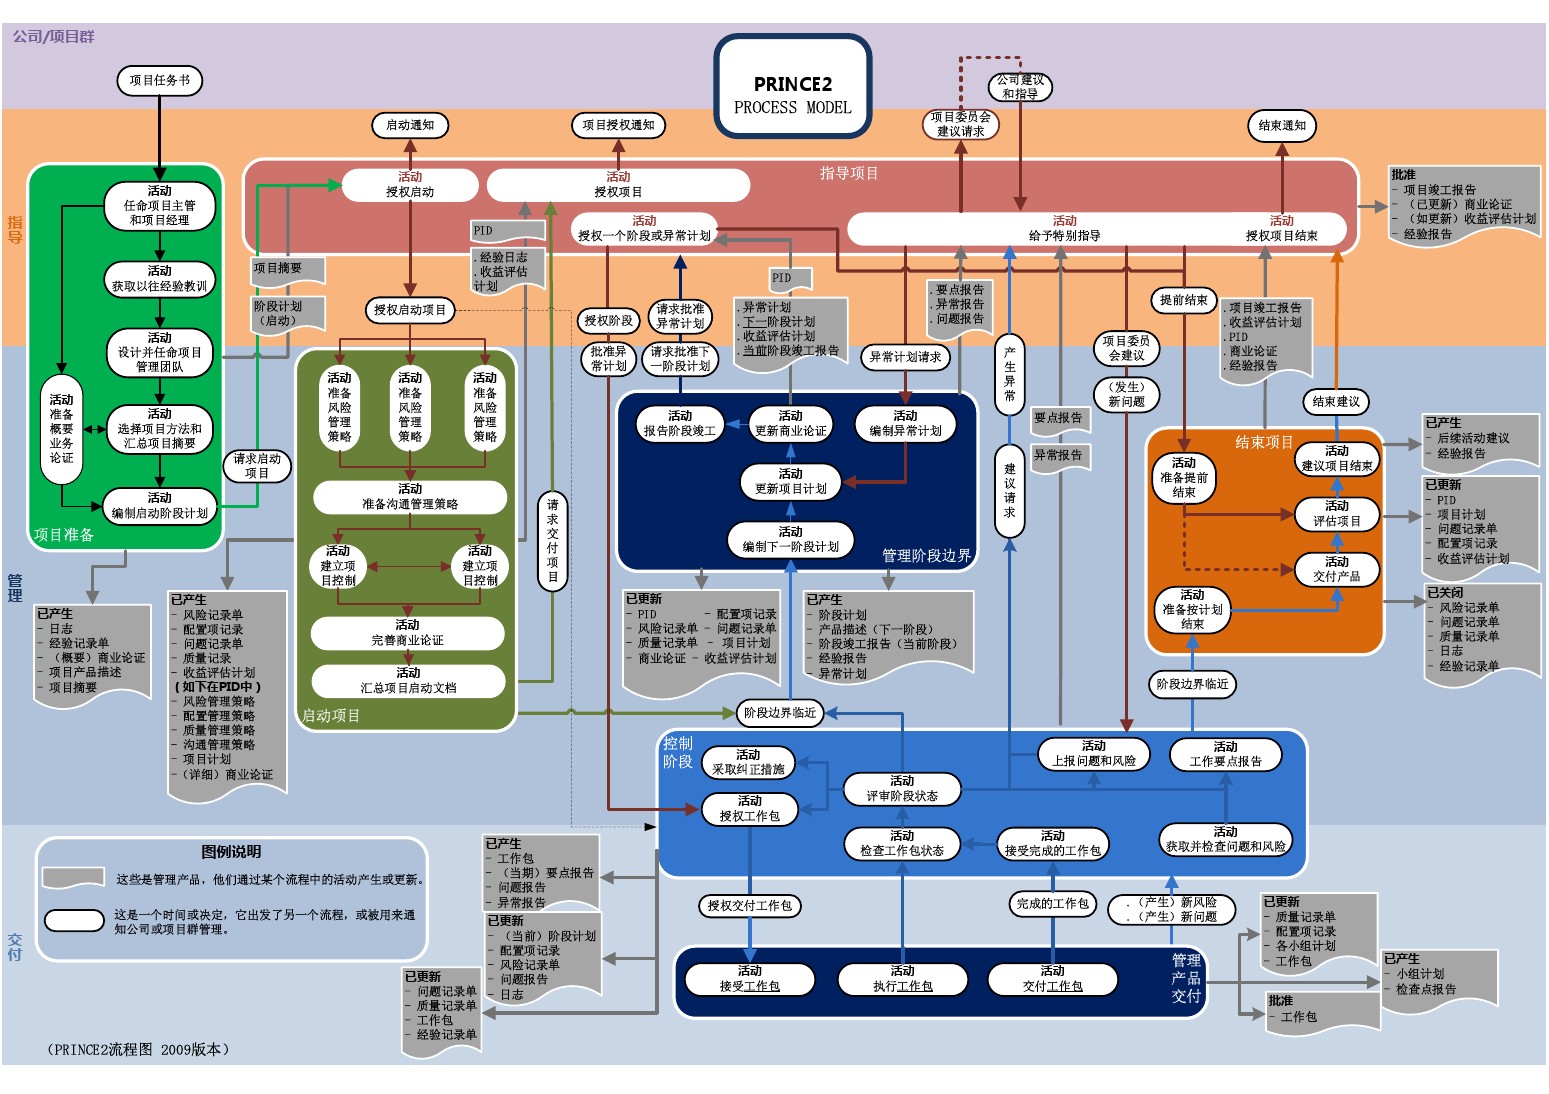 公司/项目群
项目任务书
PRINCE2
PROCESS MODEL
公司建议
和指导
启动通知
项目授权通知
项目委员会
建议请求
结束通知
指导
指导项目
活动
授权启动
活动
授权项目
活动
授权一个阶段或异常计划
活动
给予特别指导
活动
授权项目结束
批准
- 项目竣工报告
- （已更新）商业论证
- （如更新）收益评估计划
- 经验报告
活动
任命项目主管
和项目经理
活动
获取以往经验教训
活动
设计并任命项目
管理团队
活动
准备
概要
业务
论证
活动
选择项目方法和
汇总项目摘要
活动
编制启动阶段计划
项目准备
项目摘要
阶段计划
（启动）
请求启动
项目
PID
. 经验日志
. 收益评估
计划
授权启动项目
授权阶段
批准异
常计划
请求批准
异常计划
请求批准下
一阶段计划
PID
. 异常计划
. 下一阶段计划
. 收益评估计划
. 当前阶段竣工报告
异常计划请求
. 要点报告
. 异常报告
. 问题报告
产生异常
建议请求
要点报告
异常报告
提前结束
项目委员
会建议
（发生）
新问题
. 项目竣工报告
. 收益评估计划
. PID
. 商业论证
. 经验报告
结束建议
管理
活动
准备
风险
管理
策略
活动
准备
风险
管理
策略
活动
准备
风险
管理
策略
活动
准备沟通管理策略
活动
建立项
目控制
活动
建立项
目控制
活动
完善商业论证
活动
汇总项目启动文档
启动项目
请求交付项目
活动
报告阶段竣工
活动
更新商业论证
活动
编制异常计划
活动
更新项目计划
活动
编制下一阶段计划
管理阶段边界
结束项目
活动
准备提前
结束
活动
建议项目结束
活动
评估项目
活动
交付产品
活动
准备按计划
结束
已产生
- 后续活动建议
- 经验报告
已更新
- PID
- 项目计划
- 问题记录单
- 配置项记录
- 收益评估计划
已关闭
- 风险记录单
- 问题记录单
- 质量记录单
- 日志
- 经验记录单
已产生
- 日志
- 经验记录单
- （概要）商业论证
- 项目产品描述
- 项目摘要
已产生
- 风险记录单
- 配置项记录
- 问题记录单
- 质量记录
- 收益评估计划
（如下在PID中）
- 风险管理策略
- 配置管理策略
- 质量管理策略
- 沟通管理策略
- 项目计划
-（详细）商业论证
已更新
- PID - 配置项记录
- 风险记录单 - 问题记录单
- 质量记录单 - 项目计划
- 商业论证 - 收益评估计划
已产生
- 阶段计划
- 产品描述（下一阶段）
- 阶段竣工报告（当前阶段）
- 经验报告
- 异常计划
阶段边界临近
阶段边界临近
控制
阶段
活动
采取纠正措施
活动
授权工作包
活动
评审阶段状态
活动
上报问题和风险
活动
工作要点报告
活动
检查工作包状态
活动
接受完成的工作包
活动
获取并检查问题和风险
交付
图例说明
这些是管理产品，他们通过某个流程中的活动产生或更新。
这是一个时间或决定，它出发了另一个流程，或被用来通
知公司或项目群管理。
已产生
- 工作包
- （当期）要点报告
- 问题报告
- 异常报告
已更新
- （当前）阶段计划
- 配置项记录
- 风险记录单
- 问题报告
- 日志
已更新
- 问题记录单
- 质量记录单
- 工作包
- 经验记录单
授权交付工作包
完成的工作包
.（产生）新风险
.（产生）新问题
活动
接受工作包
活动
执行工作包
活动
交付工作包
管理
产品
交付
已更新
- 质量记录单
- 配置项记录
- 各小组计划
- 工作包
已产生
- 小组计划
- 检查点报告
批准
- 工作包
（PRINCE2流程图 2009版本）